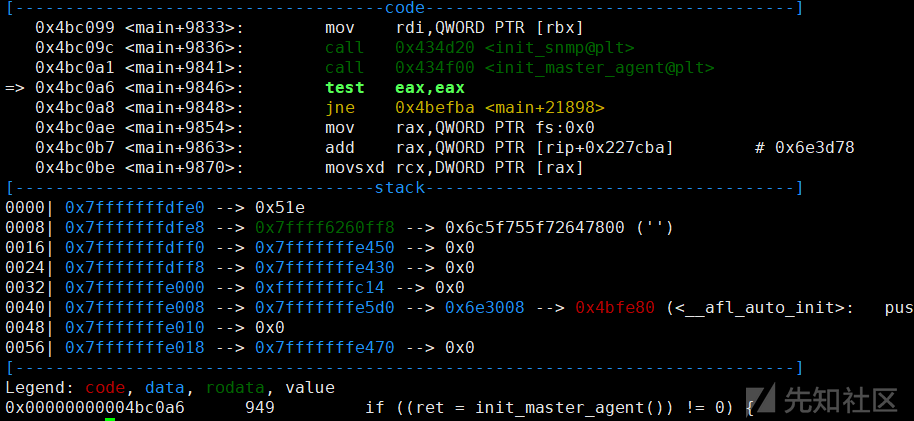 [-------------------------------------code-------------------------------------]
   0x4bc099 <main+9833>:        mov    rdi,QWORD PTR [rbx]
   0x4bc09c <main+9836>:        call   0x434d20 <init_snmp@plt>
   0x4bc0a1 <main+9841>:        call   0x434f00 <init_master_agent@plt>
=> 0x4bc0a6 <main+9846>:        test   eax,eax
   0x4bc0a8 <main+9848>:        jne    0x4befba <main+21898>
   0x4bc0ae <main+9854>:        mov    rax,QWORD PTR fs:0x0
   0x4bc0b7 <main+9863>:        add    rax,QWORD PTR [rip+0x227cba]        # 0x6e3d78
   0x4bc0be <main+9870>:        movsxd rcx,DWORD PTR [rax]
[------------------------------------stack-------------------------------------]
0000| 0x7fffffffdfe0 --> 0x51e
0008| 0x7fffffffdfe8 --> 0x7ffff6260ff8 --> 0x6c5f755f72647800 ('')
0016| 0x7fffffffdff0 --> 0x7fffffffe450 --> 0x0
0024| 0x7fffffffdff8 --> 0x7fffffffe430 --> 0x0
0032| 0x7fffffffe000 --> 0xffffffffc14 --> 0x0
0040| 0x7fffffffe008 --> 0x7fffffffe5d0 --> 0x6e3008 --> 0x4bfe80 (<__afl_auto_init>:   pus
0048| 0x7fffffffe010 --> 0x0
0056| 0x7fffffffe018 --> 0x7fffffffe470 --> 0x0
[------------------------------------------------------------------------------]
Legend: code, data, rodata, value
0x00000000004bc0a6      949         if ((ret = init_master_agent()) != 0) {
先知社区